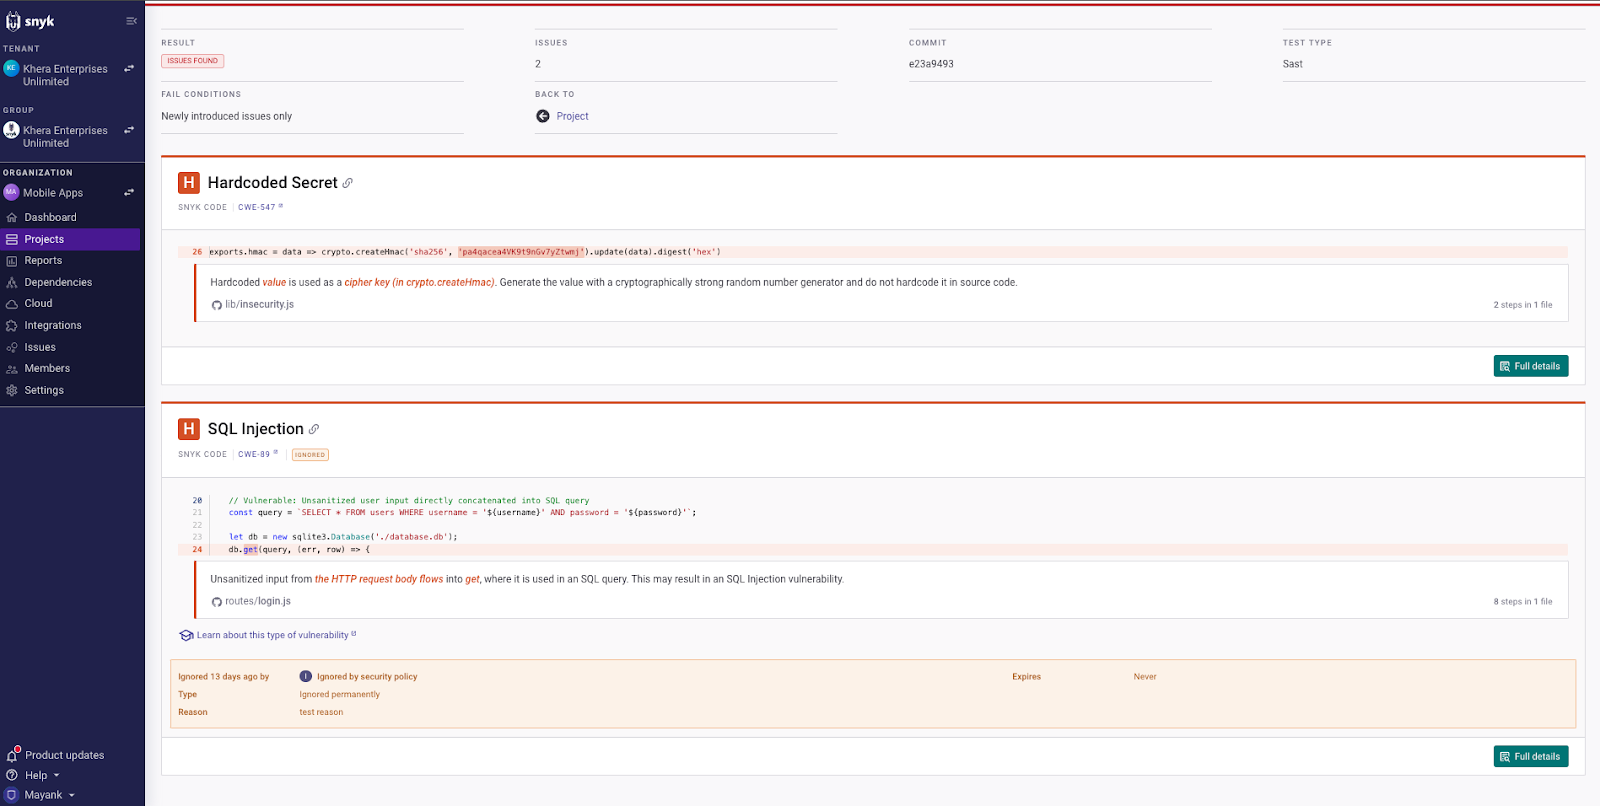 snyk
TENANT
KE
Khera Enterprises
Unlimited
GROUP
snyk
Khera Enterprises
Unlimited
ORGANIZATION
MA
Mobile Apps
Dashboard
Projects
Reports
Dependencies
Cloud
Integrations
Issues
Members
Settings
Product updates
Help
Mayank
RESULT
ISSUES FOUND
ISSUES
2
COMMIT
e23a9493
TEST TYPE
Sast
FAIL CONDITIONS
Newly introduced issues only
BACK TO
Project
H Hardcoded Secret
SNYK CODE CWE-547
26 exports.hmac = data => crypto.createHmac('sha256', 'pa4qacea4VK9t9nGv7yZtwmj').update(data).digest('hex')
Hardcoded value is used as a cipher key (in crypto.createHmac). Generate the value with a cryptographically strong random number generator and do not hardcode it in source code.
lib/insecurity.js
2 steps in 1 file
Full details
H SQL Injection
SNYK CODE CWE-89 IGNORED
20 // Vulnerable: Unsanitized user input directly concatenated into SQL query
21 const query = `SELECT * FROM users WHERE username = '${username}' AND password = '${password}'`;
22
23 let db = new sqlite3.Database('./database.db');
24 db.get(query, (err, row) => {
Unsanitized input from the HTTP request body flows into get, where it is used in an SQL query. This may result in an SQL Injection vulnerability.
routes/login.js
8 steps in 1 file
Learn about this type of vulnerability
Ignored 13 days ago by I Ignored by security policy Expires Never
Type Ignored permanently
Reason test reason
Full details